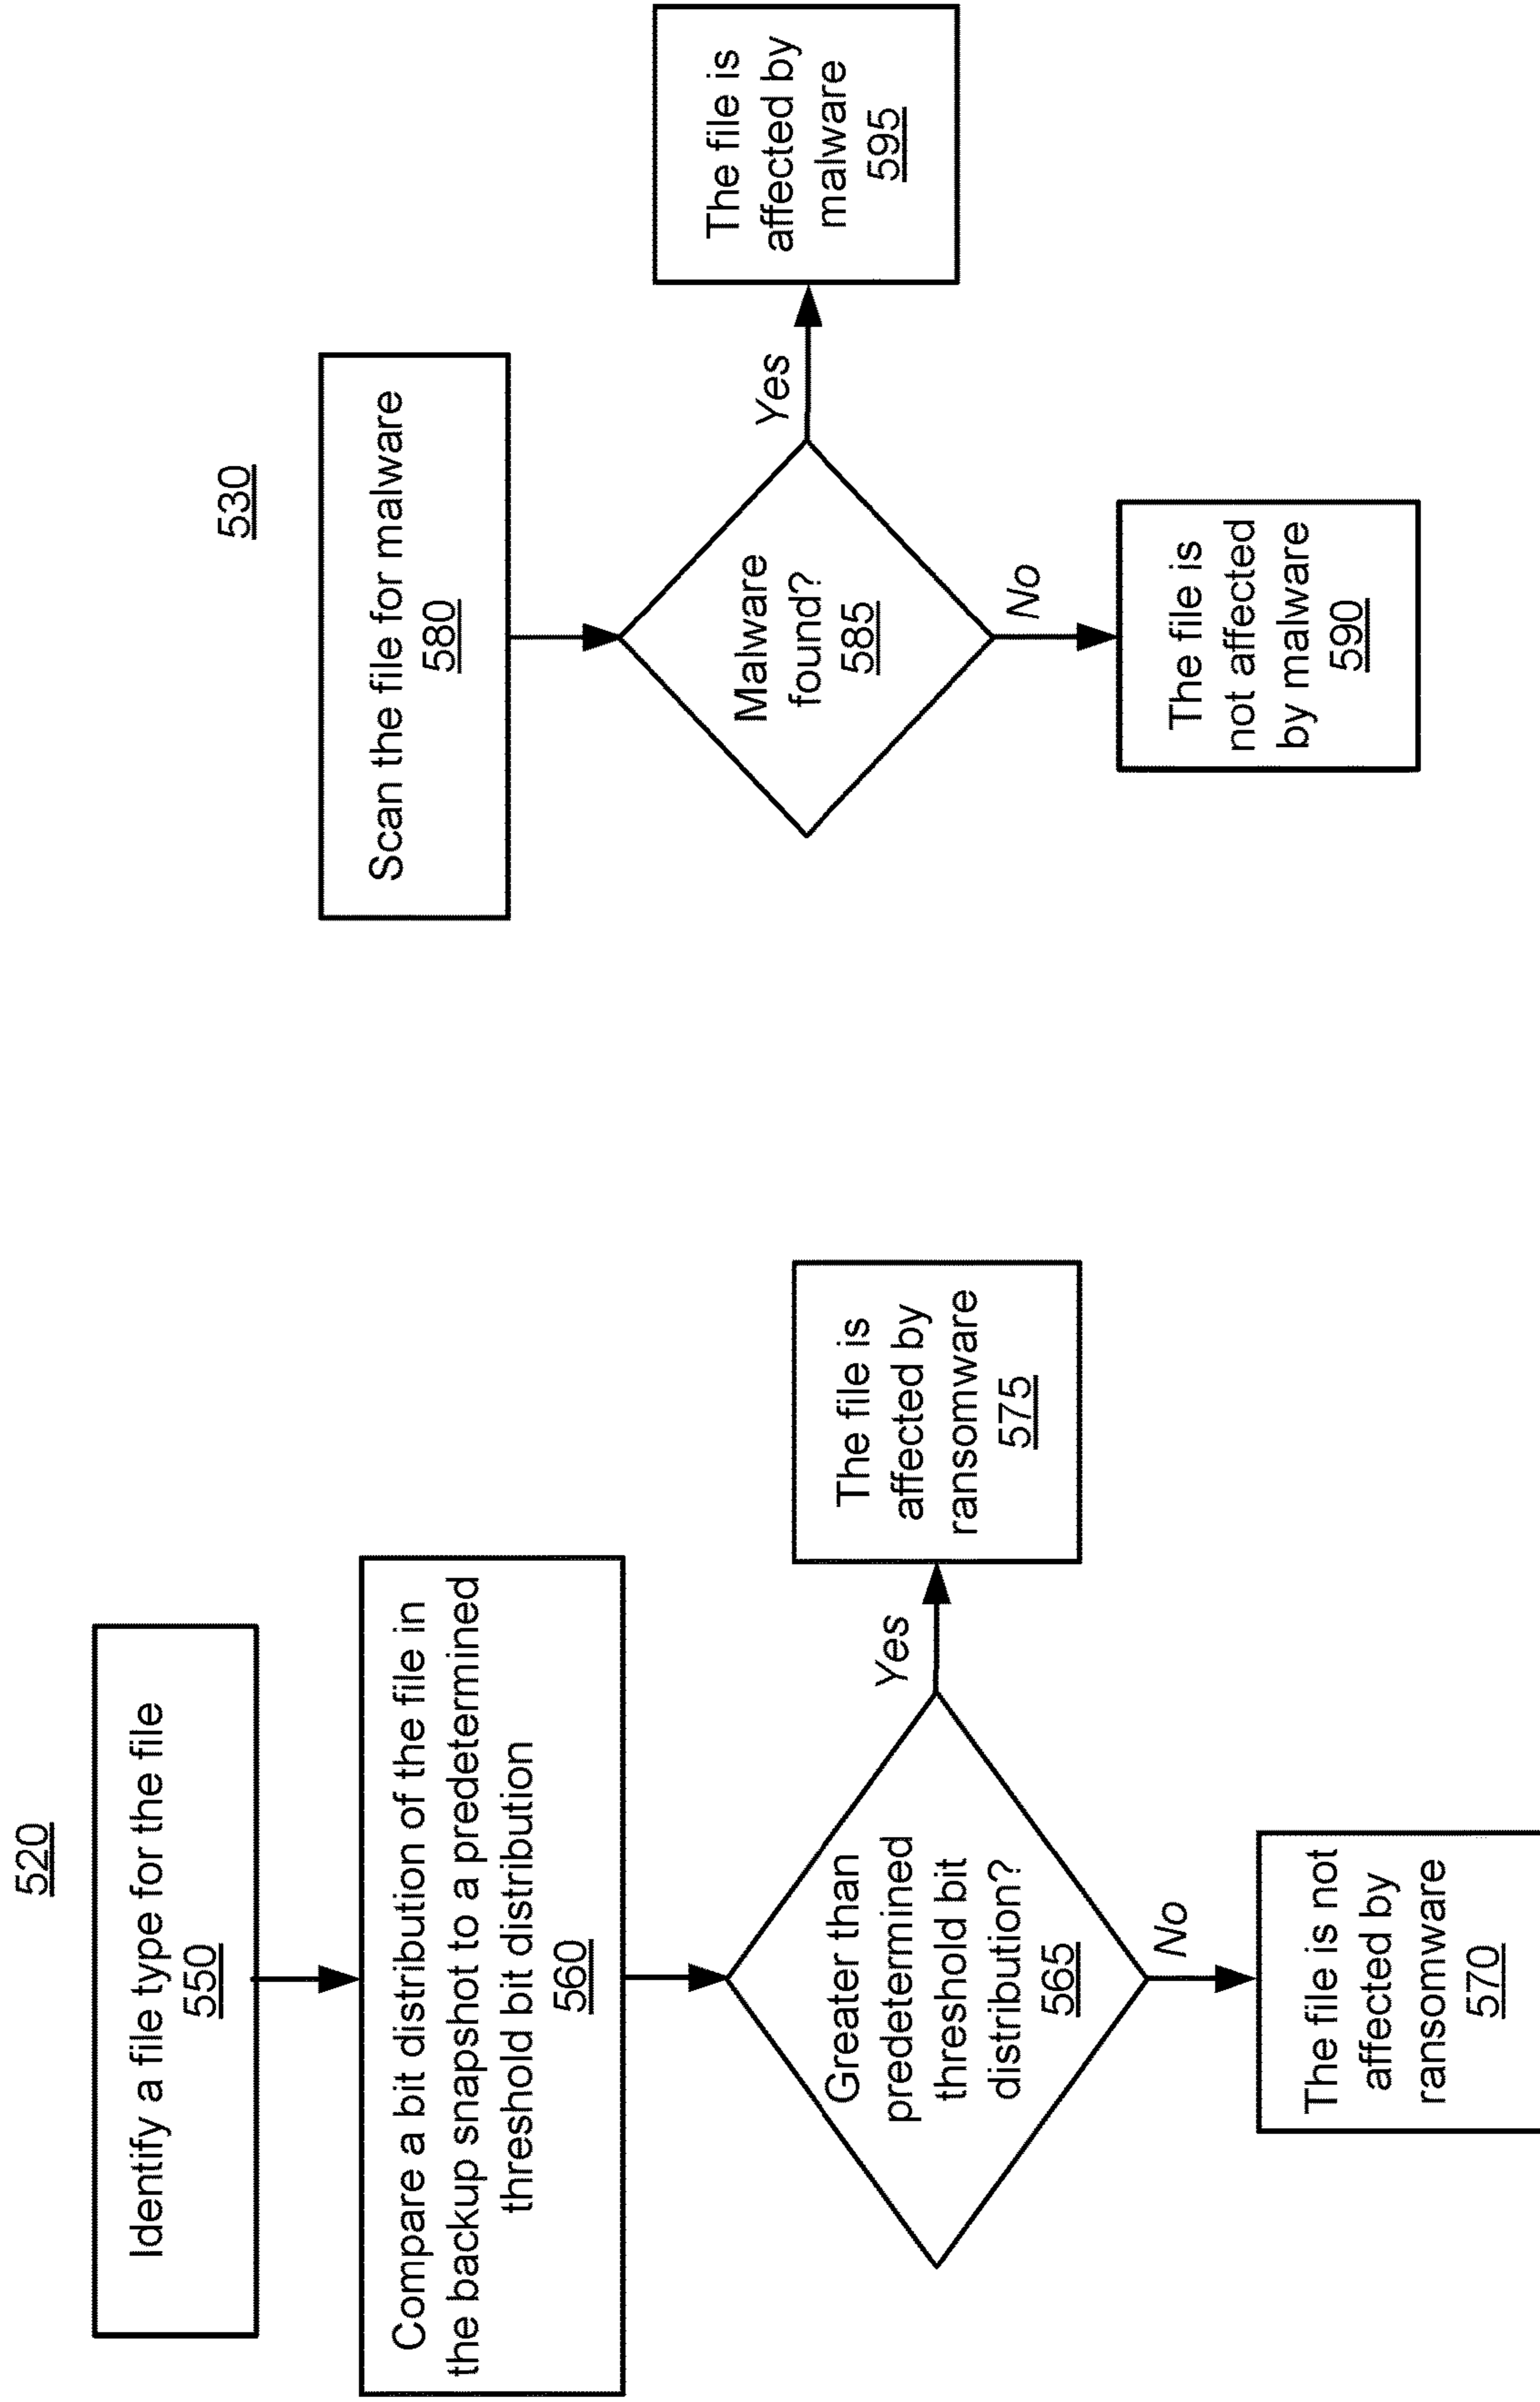 520
Identify a file type for the file
550
Compare a bit distribution of the file in
the backup snapshot to a predetermined
threshold bit distribution
560
Greater than
predetermined
threshold bit
distribution?
565
Yes
The file is
affected by
ransomware
575
No
The file is not
affected by
ransomware
570
530
Scan the file for malware
580
Malware
found?
585
Yes
The file is
affected by
malware
595
No
The file is
not affected
by malware
590